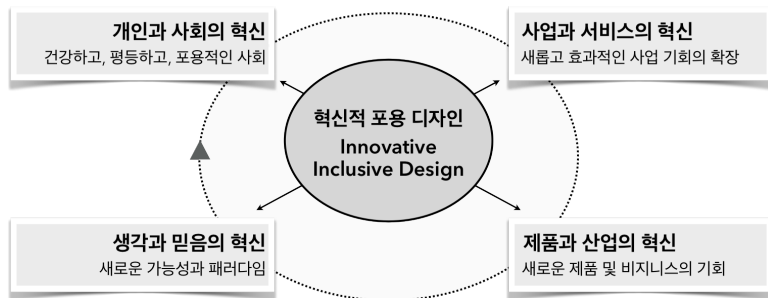 개인과 사회의 혁신
건강하고, 평등하고, 포용적인 사회
사업과 서비스의 혁신
새롭고 효과적인 사업 기회의 확장
혁신적 포용 디자인
Innovative
Inclusive Design
생각과 믿음의 혁신
새로운 가능성과 패러다임
제품과 산업의 혁신
새로운 제품 및 비지니스의 기회